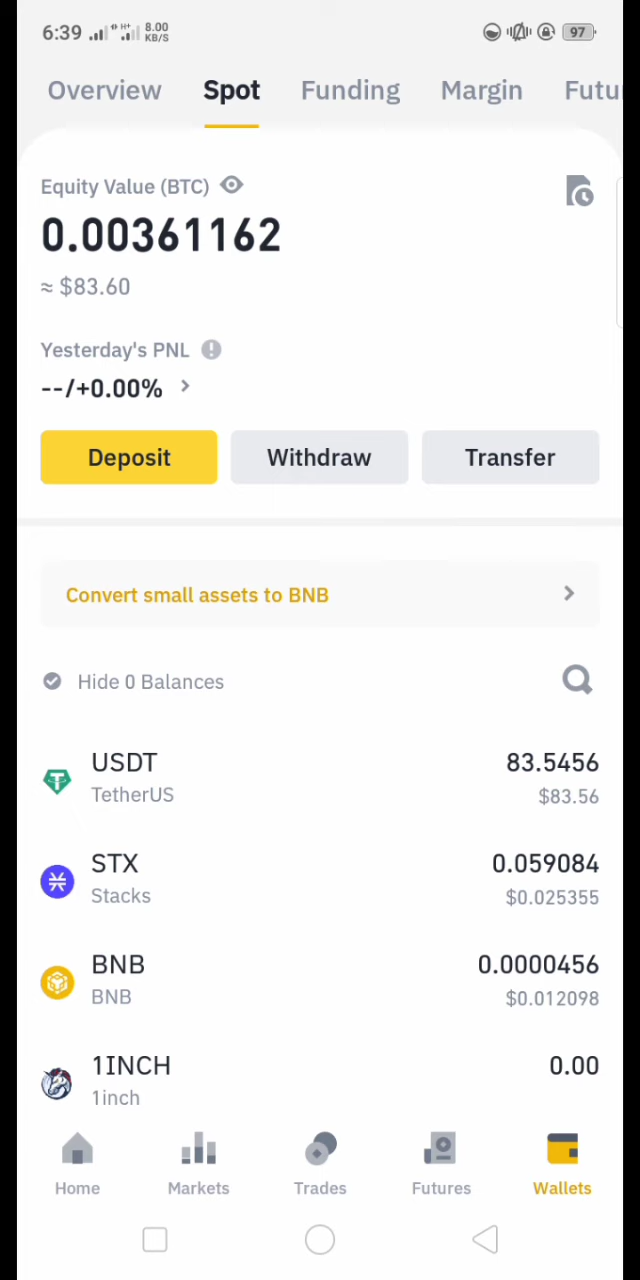 6:39 H+ 8.00 KB/S 97
Overview Spot Funding Margin Futu
Equity Value (BTC)
0.00361162
≈ $83.60
Yesterday's PNL
--/+0.00%
Deposit Withdraw Transfer
Convert small assets to BNB
Hide 0 Balances
USDT 83.5456
TetherUS $83.56
STX 0.059084
Stacks $0.025355
BNB 0.0000456
BNB $0.012098
1INCH 0.00
1inch
Home Markets Trades Futures Wallets